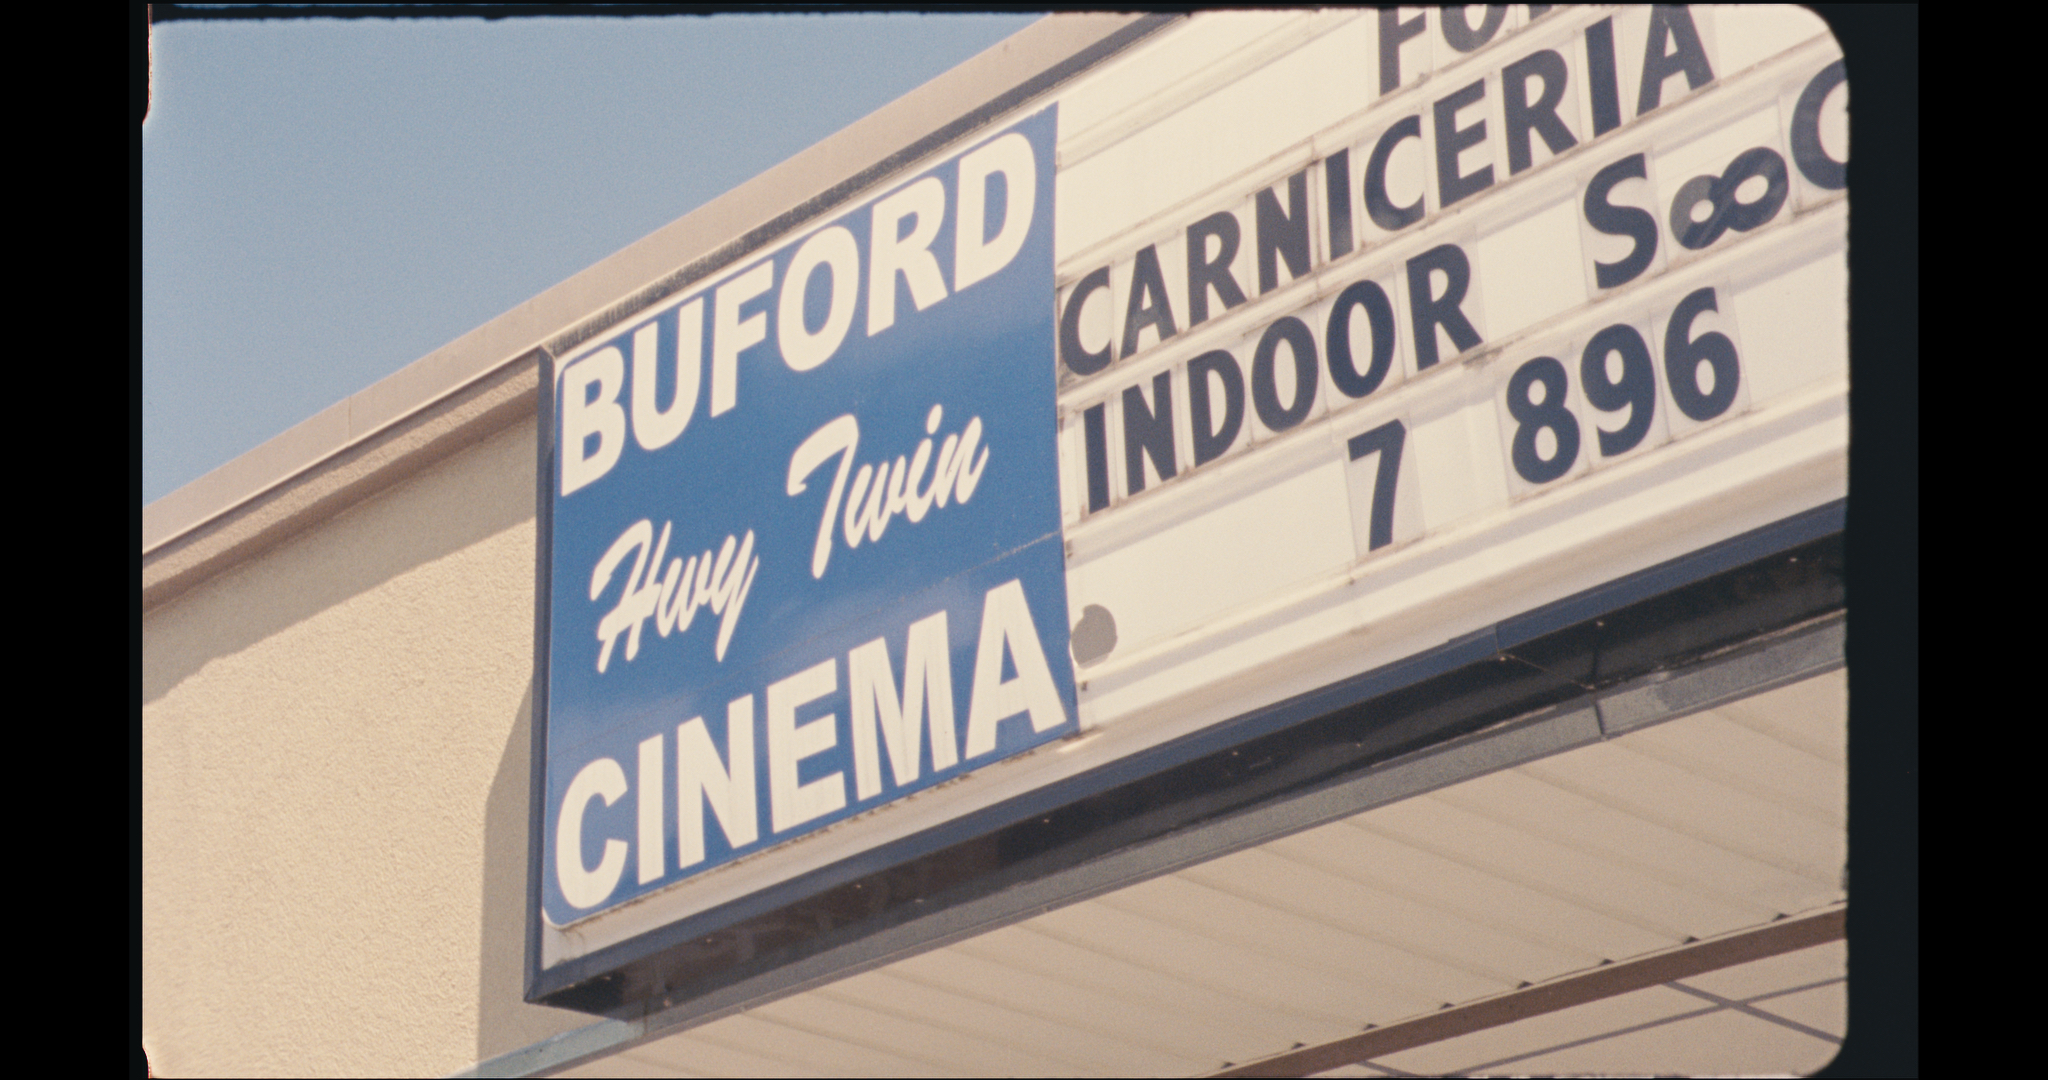 BUFORD
Hwy Twin
CINEMA
CARNICERIA
INDOOR
7 896